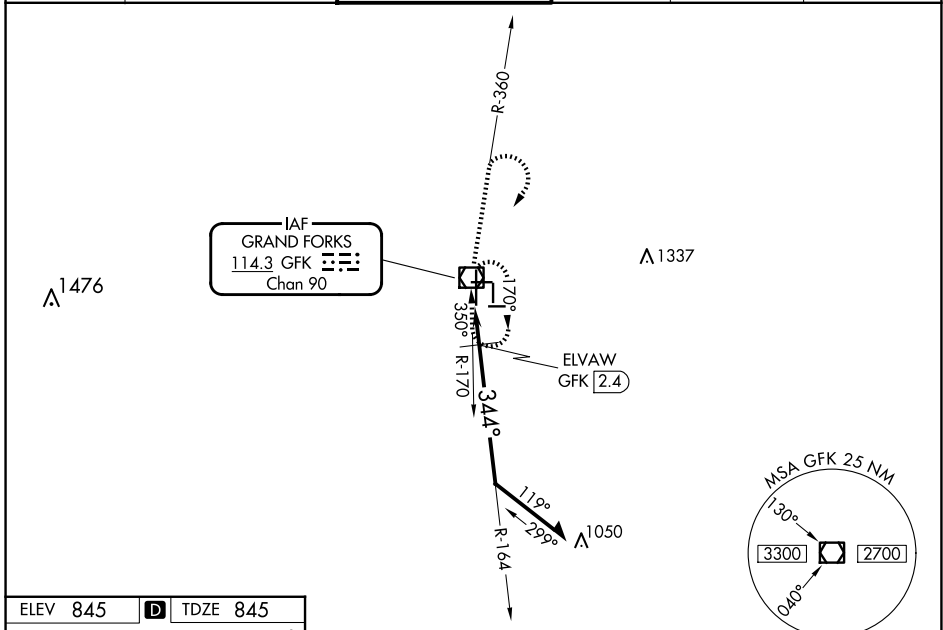 R-360
IAF
GRAND FORKS
114.3 GFK
Chan 90
1337
1476
170°
350°
R-170
ELVAW
GFK 2.4
344°
119°
299°
R-164
1050
MSA GFK 25 NM
130°
3300
2700
040°
ELEV 845 D TDZE 845